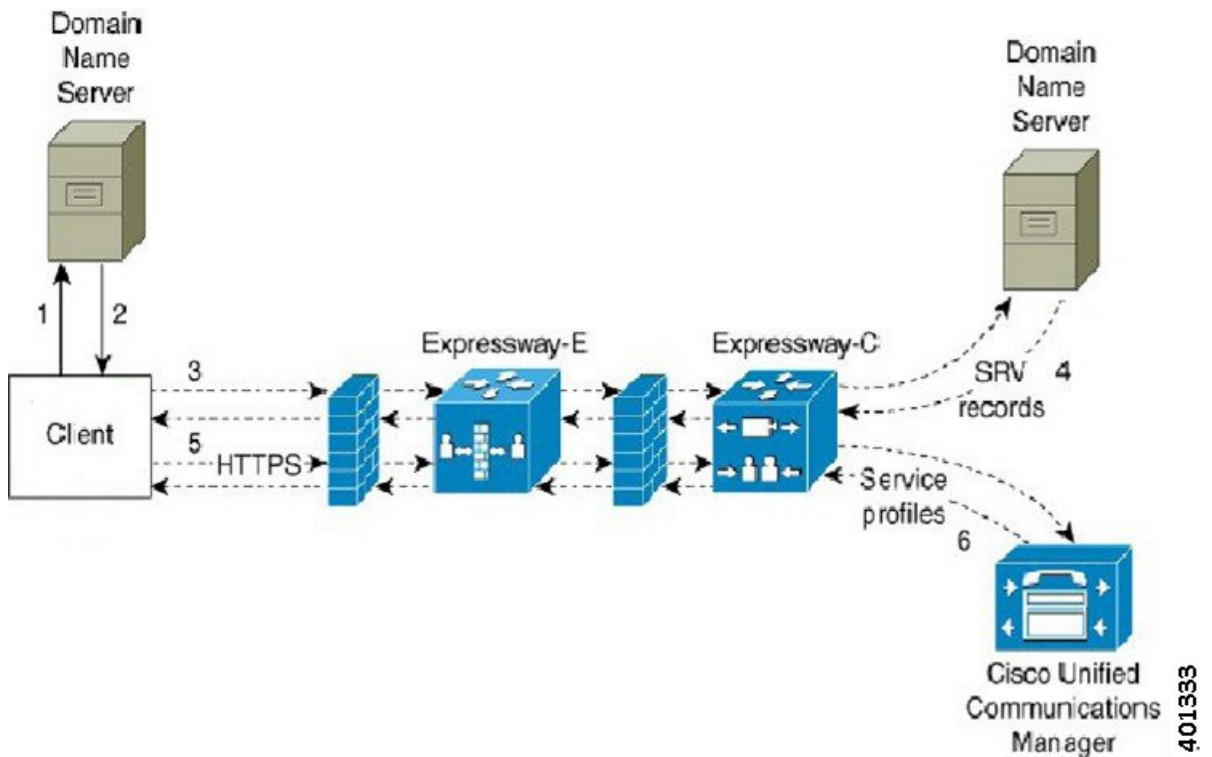 Domain
Name
Server
Domain
Name
Server
1
2
Expressway-E
Expressway-C
3
SRV
records
4
Client
5
HTTPS
Service
profiles
6
Cisco Unified
Communications
Manager
401333